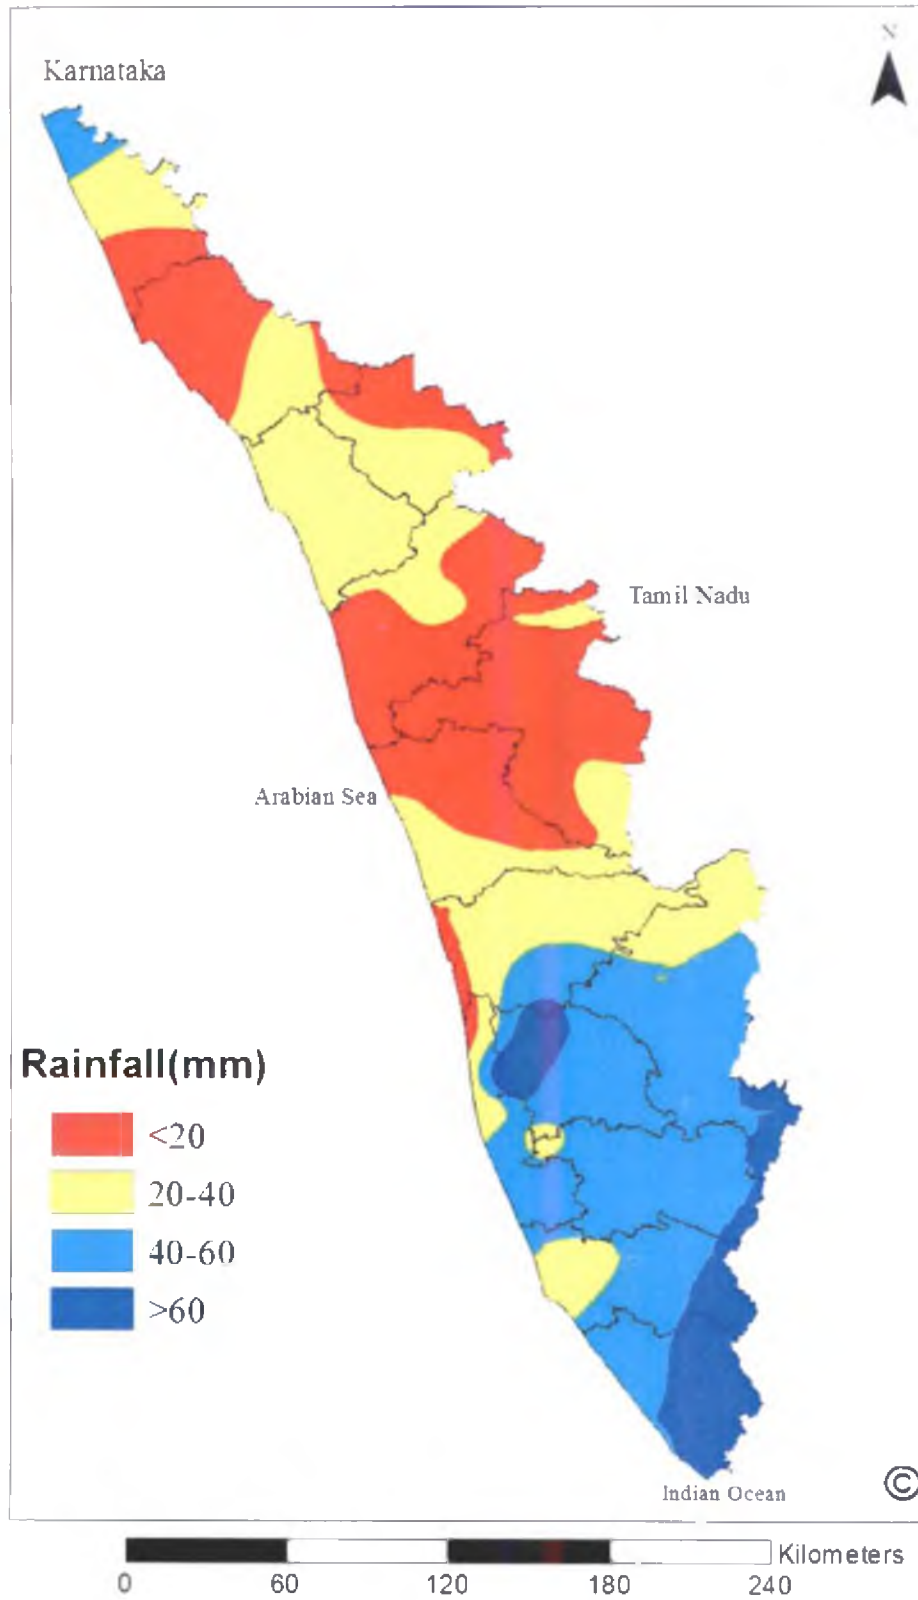 N
Karnataka
Tamil Nadu
Arabian Sea
Rainfall(mm)
<20
20-40
40-60
>60
Indian Ocean
©
Kilometers
0 60 120 180 240